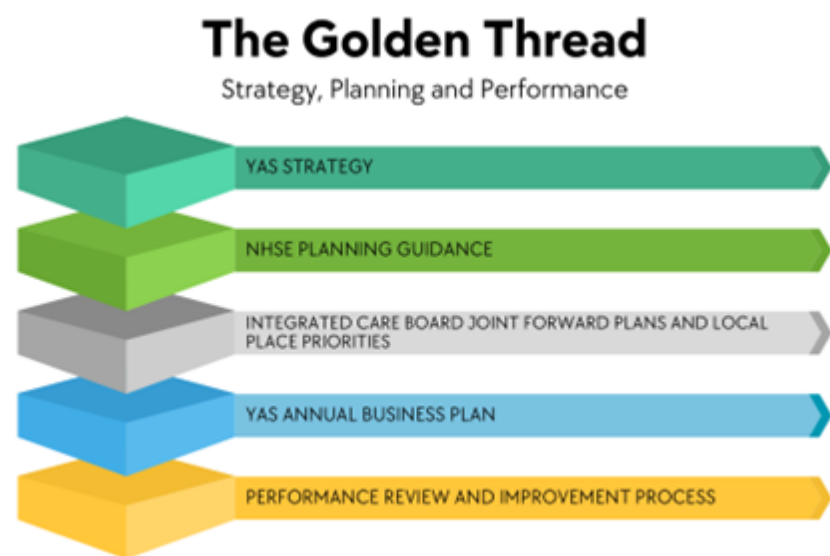 The Golden Thread
Strategy, Planning and Performance
YAS STRATEGY
NHSE PLANNING GUIDANCE
INTEGRATED CARE BOARD JOINT FORWARD PLANS AND LOCAL
PLACE PRIORITIES
YAS ANNUAL BUSINESS PLAN
PERFORMANCE REVIEW AND IMPROVEMENT PROCESS